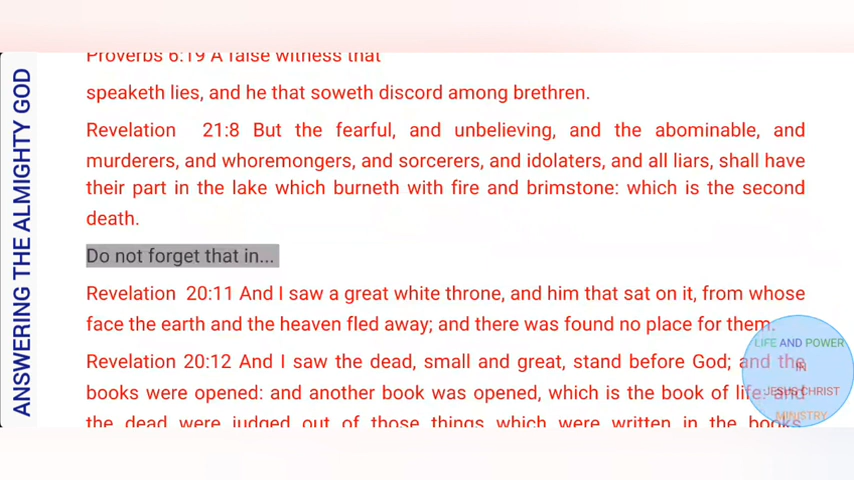 ANSWERING THE ALMIGHTY GOD
Proverbs 6:19 A false witness that
speaketh lies, and he that soweth discord among brethren.
Revelation 21:8 But the fearful, and unbelieving, and the abominable, and
murderers, and whoremongers, and sorcerers, and idolaters, and all liars, shall have
their part in the lake which burneth with fire and brimstone: which is the second
death.
Do not forget that in...
Revelation 20:11 And I saw a great white throne, and him that sat on it, from whose
face the earth and the heaven fled away; and there was found no place for them.
Revelation 20:12 And I saw the dead, small and great, stand before God; and the
books were opened: and another book was opened, which is the book of life: and
the dead were judged out of those things which were written in the books,
LIFE AND POWER
IN
JESUS CHRIST
MINISTRY